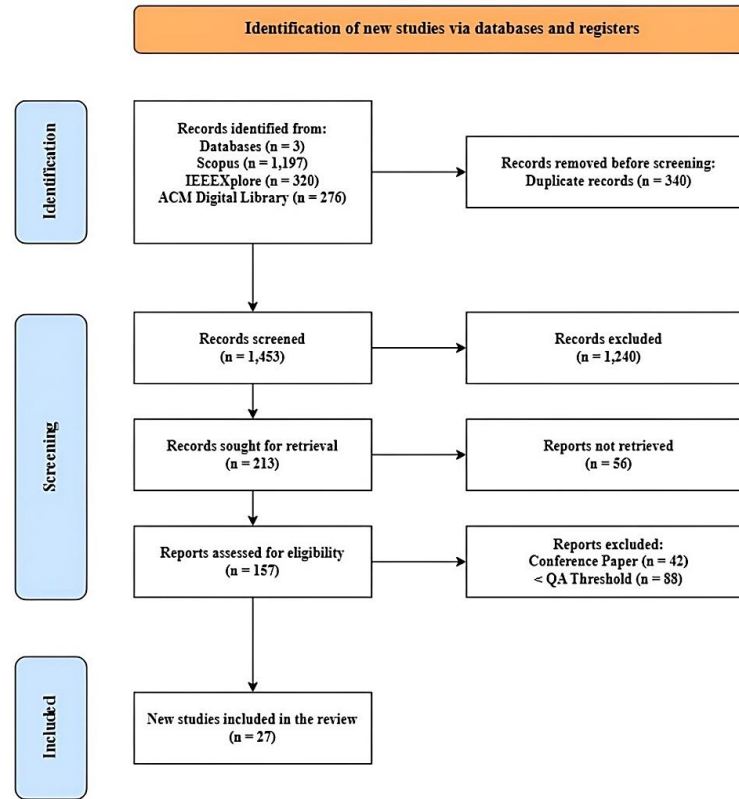 Identification of new studies via databases and registers
Identification
Records identified from:
Databases (n = 3)
Scopus (n = 1,197)
IEEEXplore (n = 320)
ACM Digital Library (n = 276)
Records removed before screening:
Duplicate records (n = 340)
Screening
Records screened
(n = 1,453)
Records excluded
(n = 1,240)
Records sought for retrieval
(n = 213)
Reports not retrieved
(n = 56)
Reports assessed for eligibility
(n = 157)
Reports excluded:
Conference Paper (n = 42)
< QA Threshold (n = 88)
Included
New studies included in the review
(n = 27)